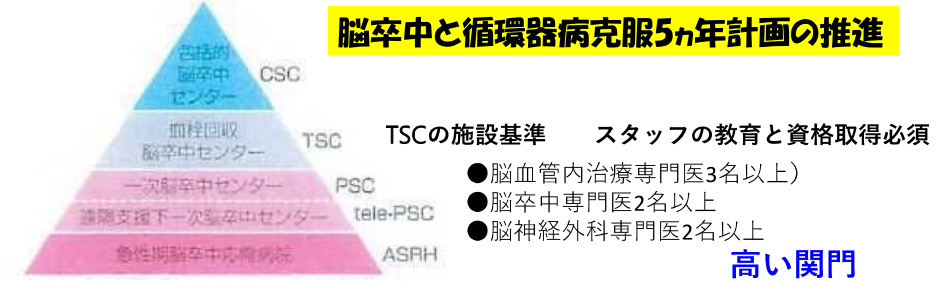 脳卒中と循環器病克服5ヵ年計画の推進
包括的
脳卒中
センター
CSC
血栓回収
脳卒中センター
TSC
一次脳卒中センター
PSC
遠隔支援下一次脳卒中センター
tele-PSC
急性期脳卒中応需病院
ASRH
TSCの施設基準　　スタッフの教育と資格取得必須
●脳血管内治療専門医3名以上）
●脳卒中専門医2名以上
●脳神経外科専門医2名以上
高い関門